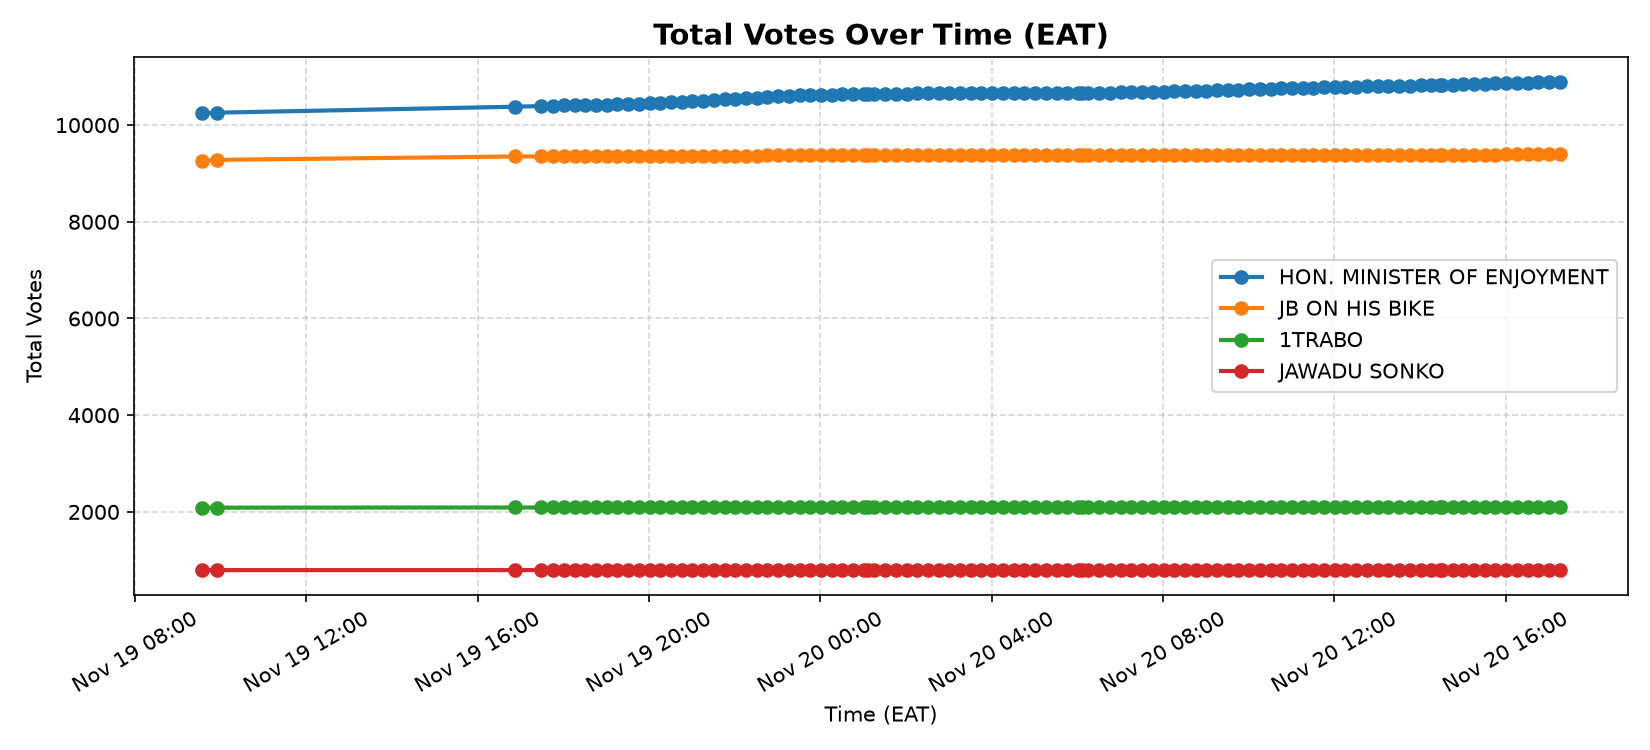 Total Votes Over Time (EAT)
Total Votes
10000
8000
6000
4000
2000
HON. MINISTER OF ENJOYMENT
JB ON HIS BIKE
1TRABO
JAWADU SONKO
Nov 19 08:00
Nov 19 12:00
Nov 19 16:00
Nov 19 20:00
Nov 20 00:00
Nov 20 04:00
Nov 20 08:00
Nov 20 12:00
Nov 20 16:00
Time (EAT)